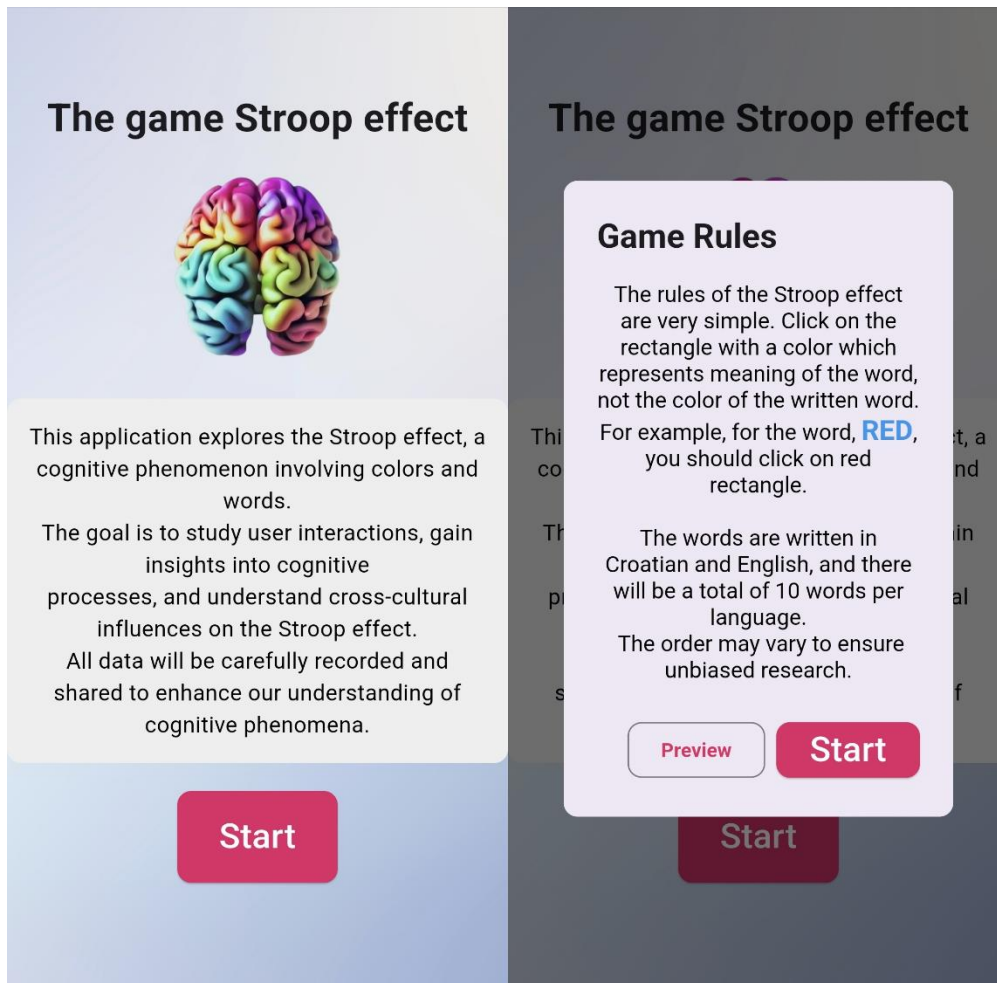 The game Stroop effect
This application explores the Stroop effect, a
cognitive phenomenon involving colors and
words.
The goal is to study user interactions, gain
insights into cognitive
processes, and understand cross-cultural
influences on the Stroop effect.
All data will be carefully recorded and
shared to enhance our understanding of
cognitive phenomena.
Start
The game Stroop effect
Game Rules
The rules of the Stroop effect
are very simple. Click on the
rectangle with a color which
represents meaning of the word,
not the color of the written word.
For example, for the word, RED,
you should click on red
rectangle.
The words are written in
Croatian and English, and there
will be a total of 10 words per
language.
The order may vary to ensure
unbiased research.
Preview
Start
Start